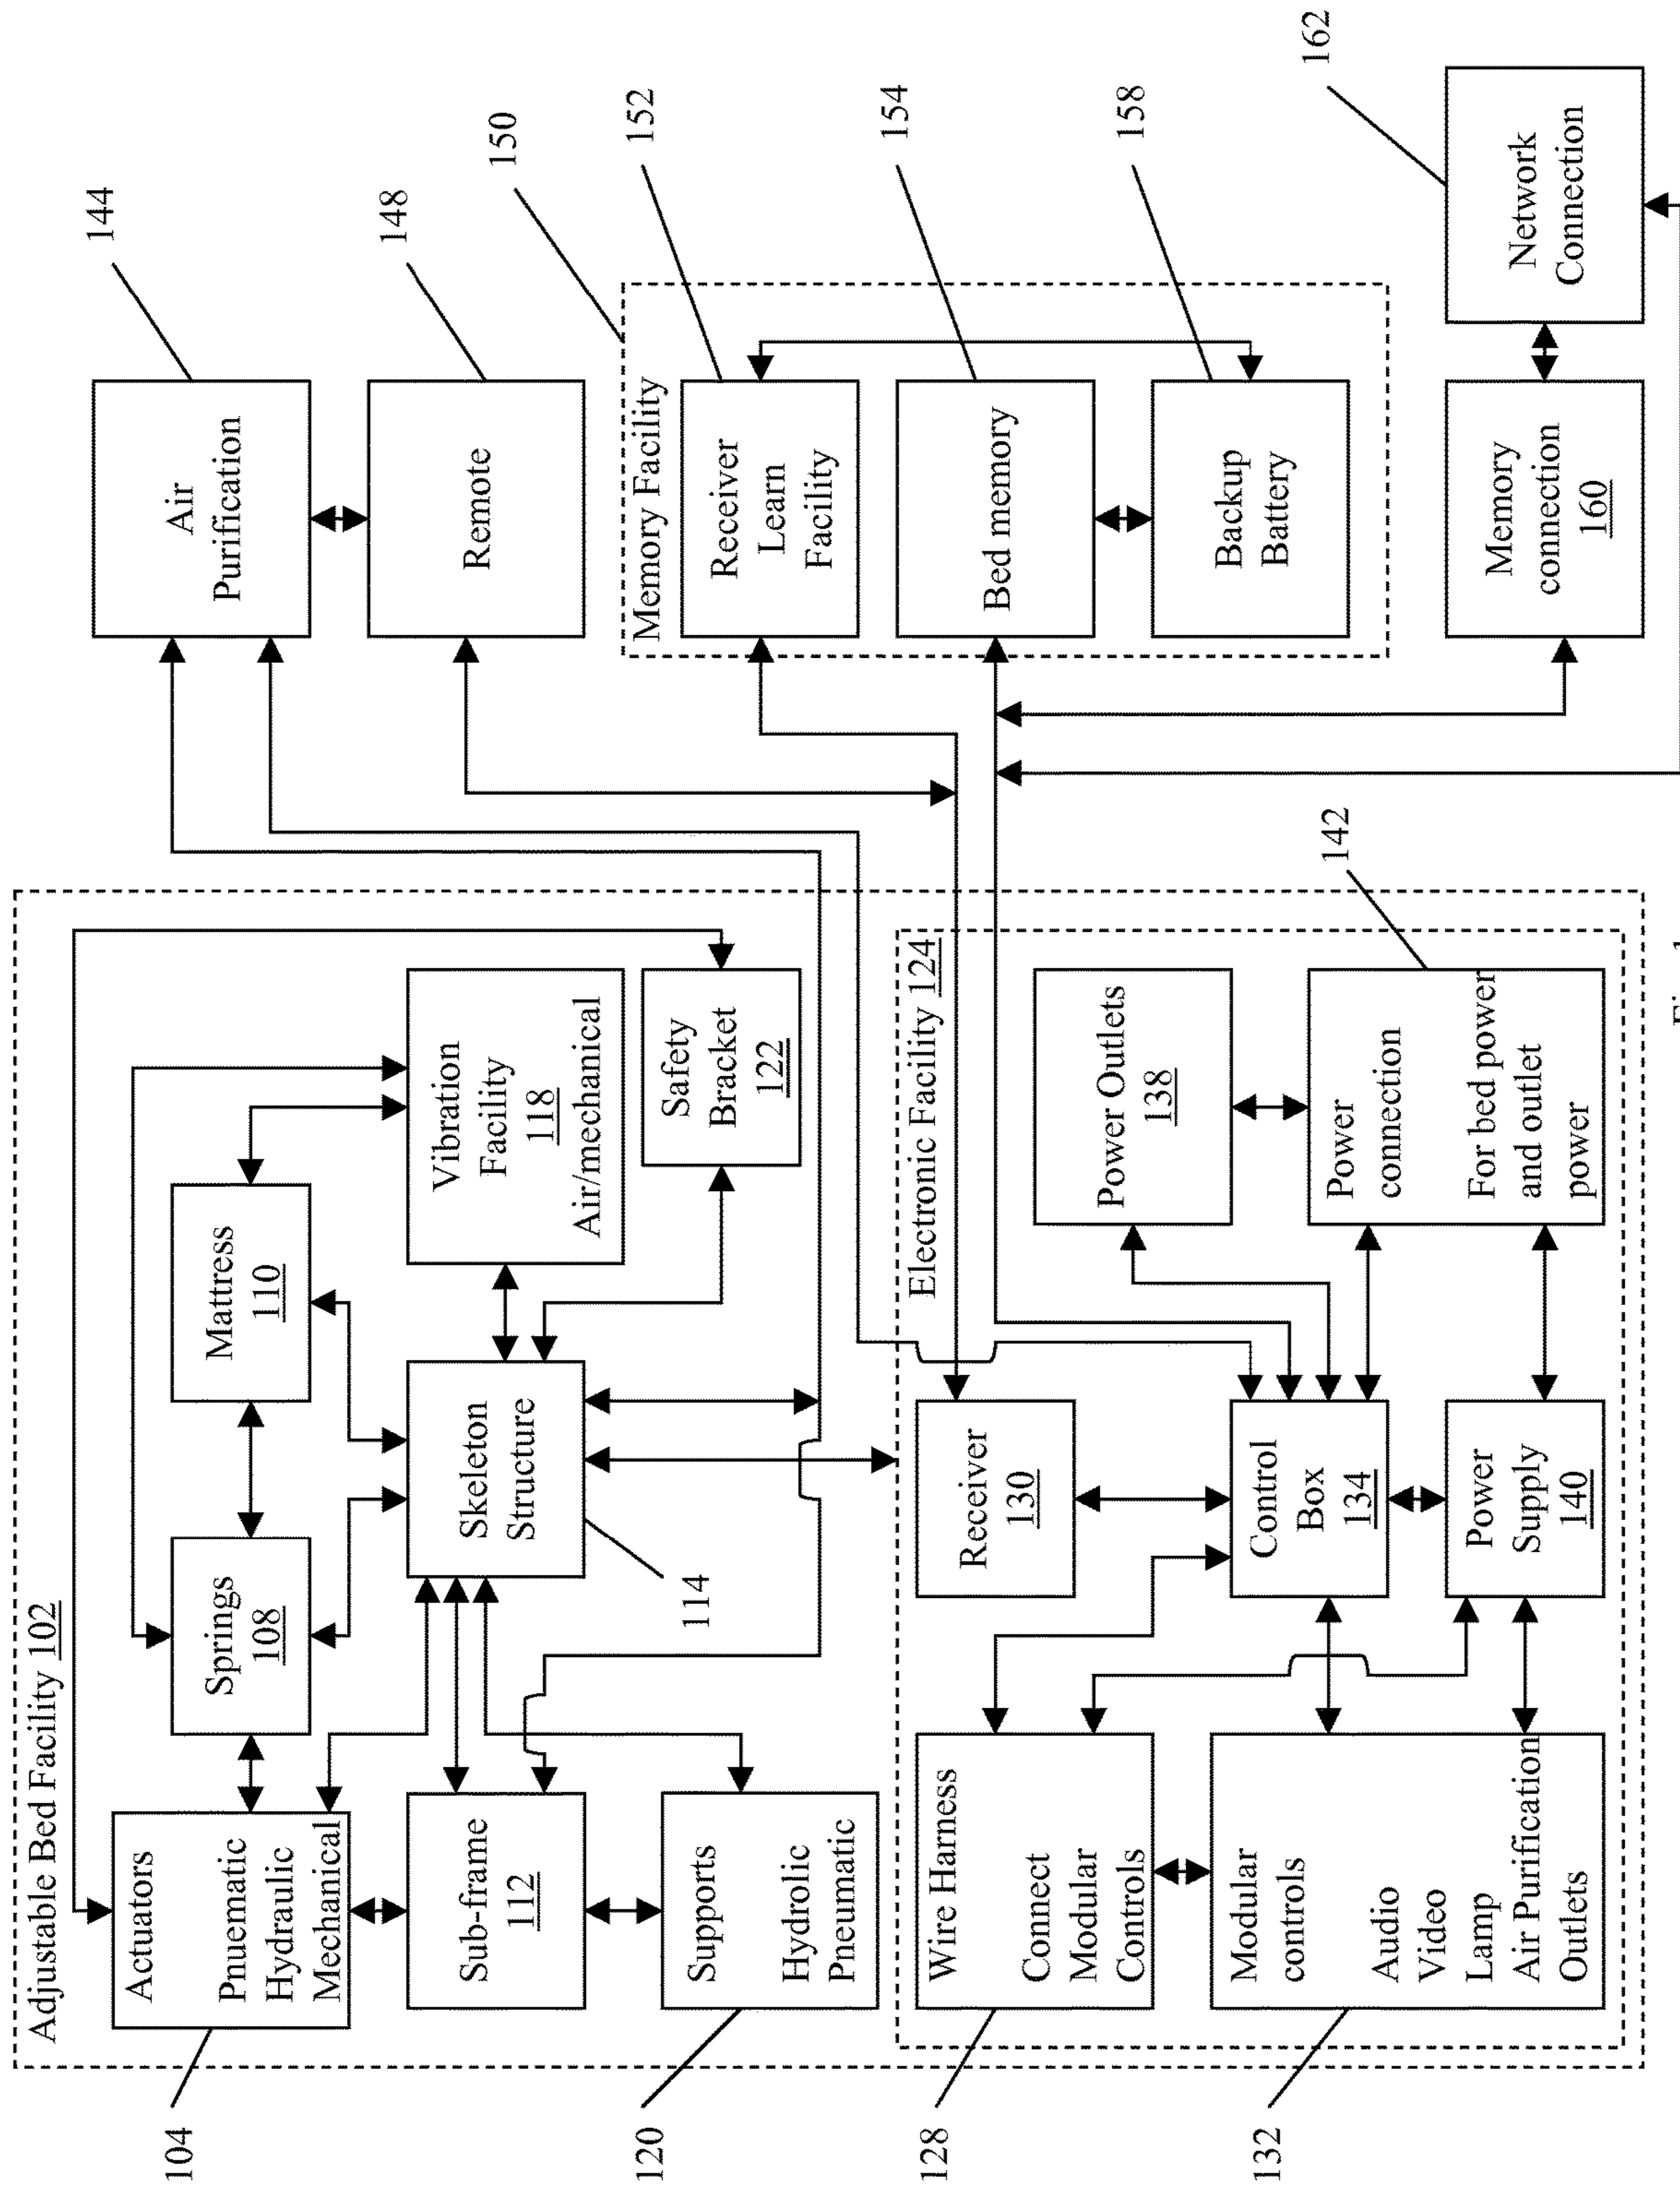 Adjustable Bed Facility 102
104
Actuators
Pnuematic
Hydraulic
Mechanical
Springs
108
Mattress
110
Sub-frame
112
Skeleton
Structure
114
Vibration
Facility
118
Air/mechanical
120
Supports
Hydrolic
Pneumatic
Safety
Bracket
122
Electronic Facility 124
128
Wire Harness
Connect
Modular
Controls
Receiver
130
132
Modular
controls
Audio
Video
Lamp
Air Purification
Outlets
Control
Box
134
Power Outlets
138
Power
Supply
140
142
Power
connection
For bed power
and outlet
power
144
Air
Purification
148
Remote
150
Memory Facility
152
Receiver
Learn
Facility
154
Bed memory
158
Backup
Battery
Memory
connection
160
162
Network
Connection